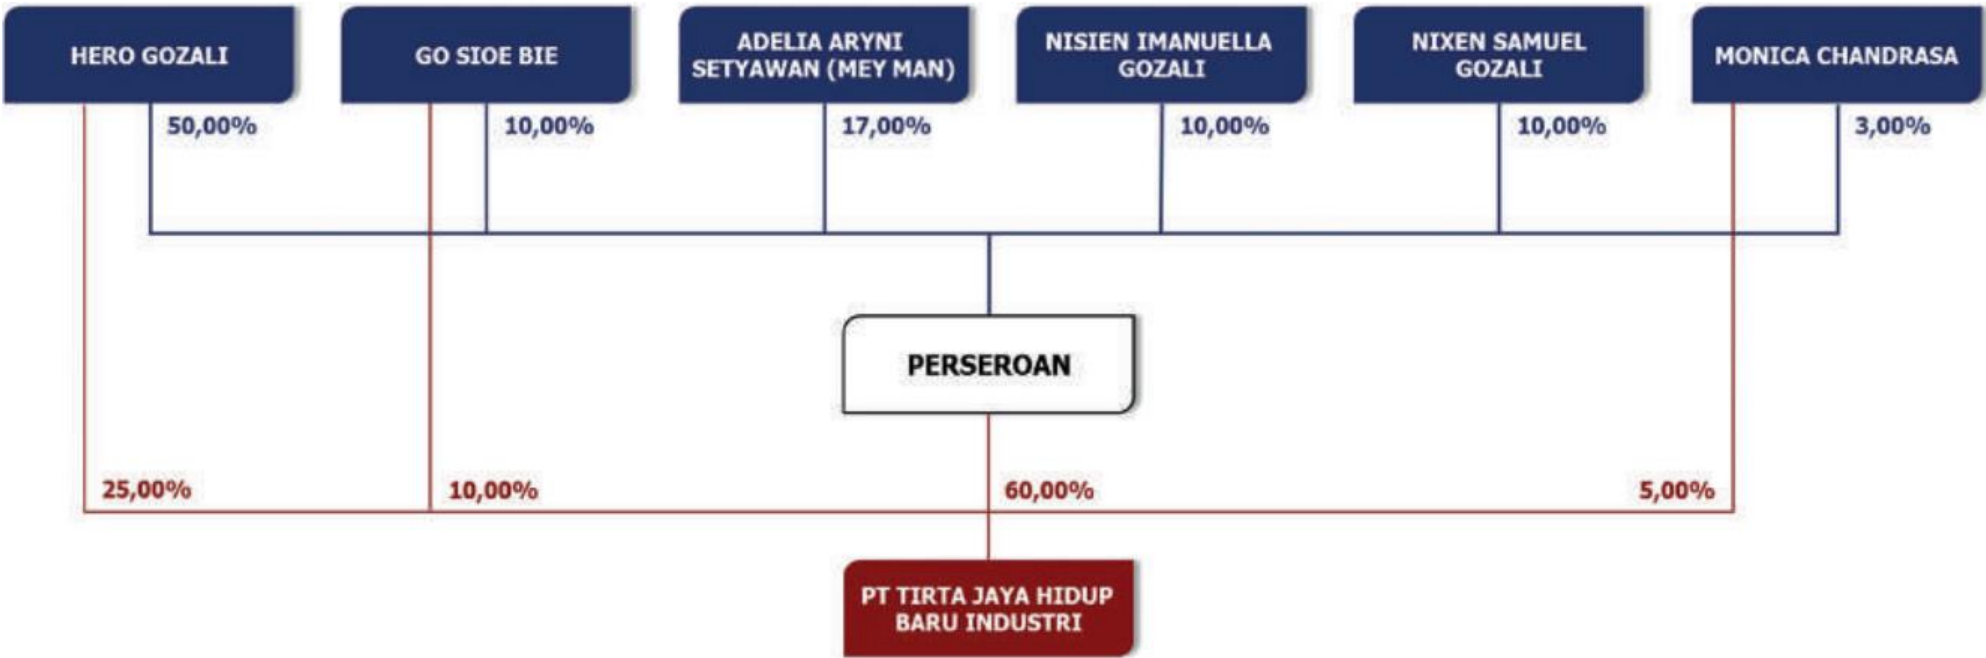 HERO GOZALI
GO SIOE BIE
ADELIA ARYNI
SETYAWAN (MEY MAN)
NISIEN IMANUELLA
GOZALI
NIXEN SAMUEL
GOZALI
MONICA CHANDRASA
50,00%
10,00%
17,00%
10,00%
10,00%
3,00%
PERSEROAN
25,00%
10,00%
60,00%
5,00%
PT TIRTA JAYA HIDUP
BARU INDUSTRI